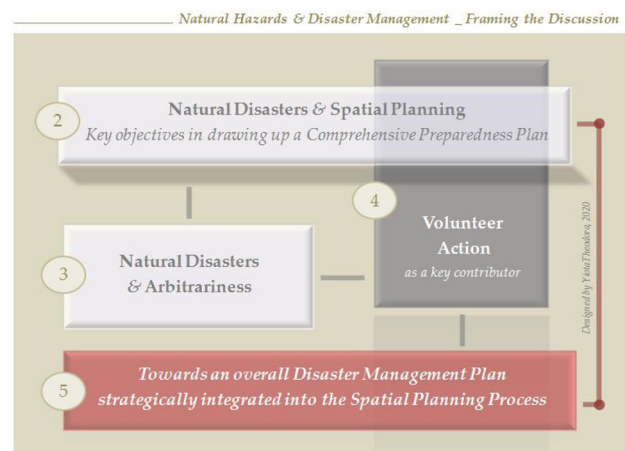 Natural Hazards & Disaster Management _ Framing the Discussion
2
Natural Disasters & Spatial Planning
Key objectives in drawing up a Comprehensive Preparedness Plan
4
Volunteer
Action
as a key contributor
3
Natural Disasters
& Arbitrariness
Designed by YiotaTheodora, 2020
5
Towards an overall Disaster Management Plan
strategically integrated into the Spatial Planning Process